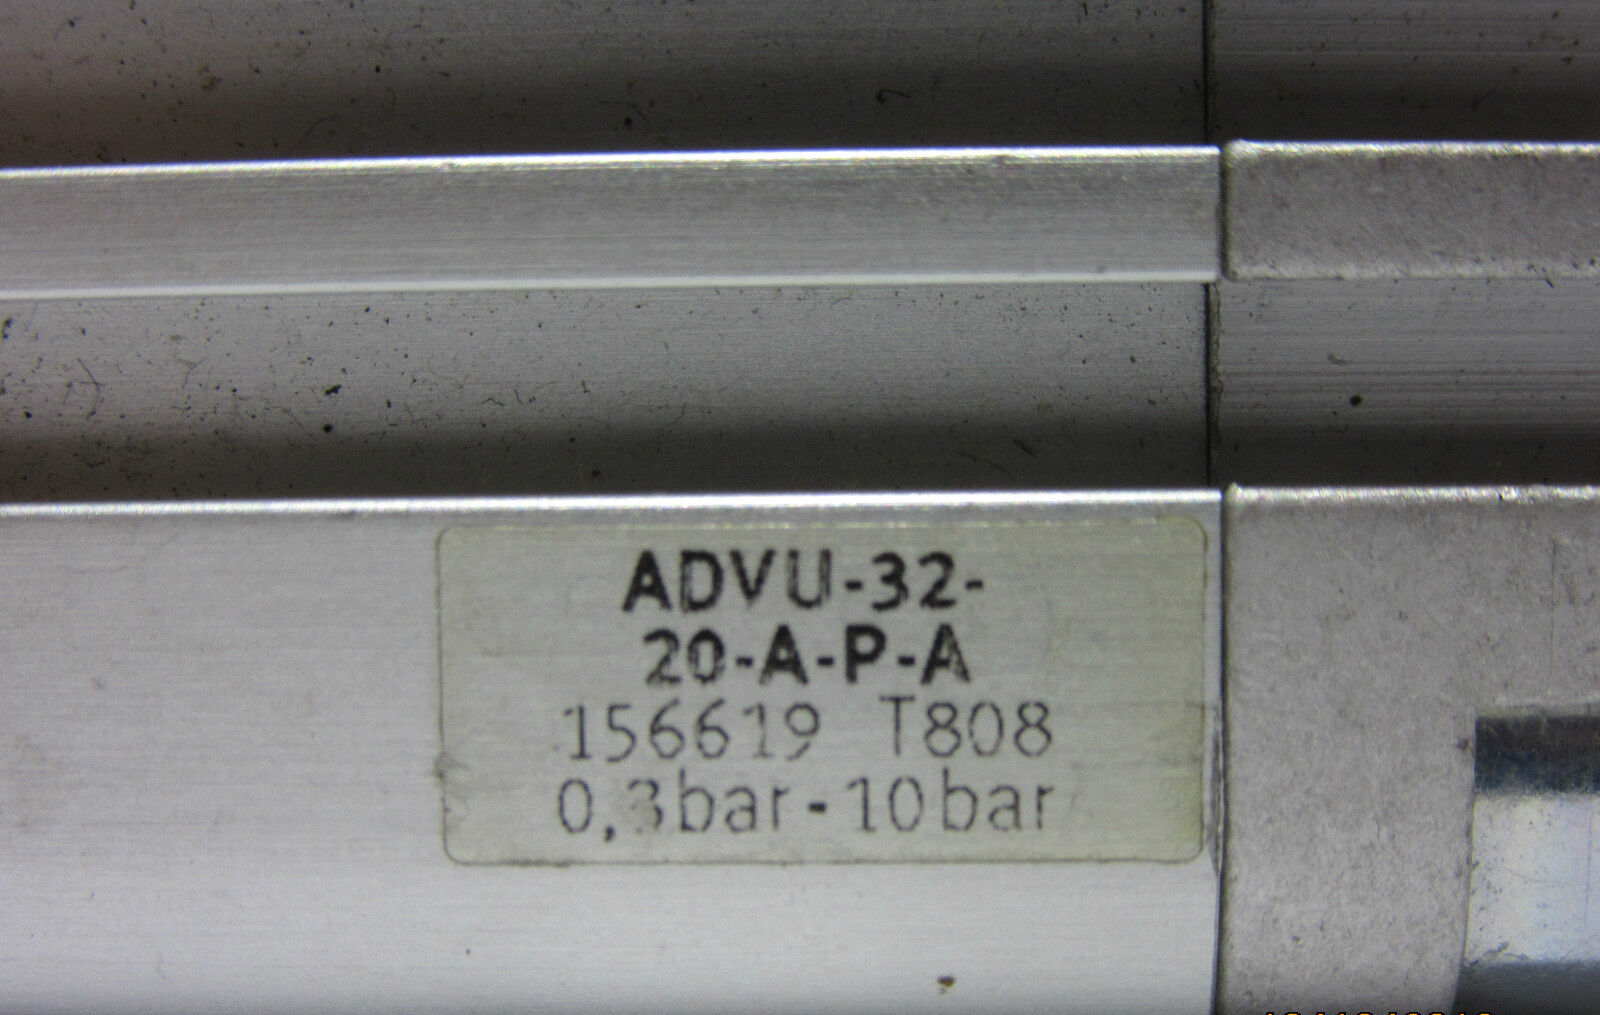 ADVU-32-
20-A-P-A
156619 T808
0,3bar-10bar